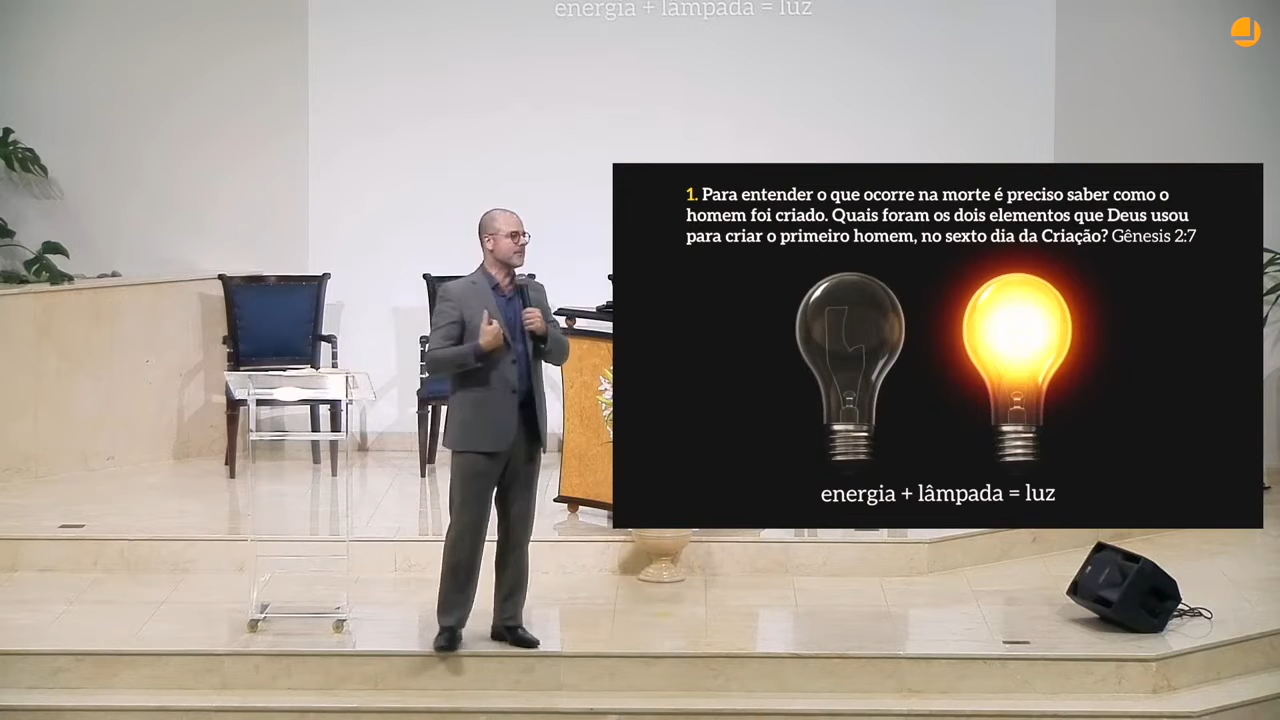 energia + lâmpada = luz
1. Para entender o que ocorre na morte é preciso saber como o
homem foi criado. Quais foram os dois elementos que Deus usou
para criar o primeiro homem, no sexto dia da Criação? Gênesis 2:7
energia + lâmpada = luz